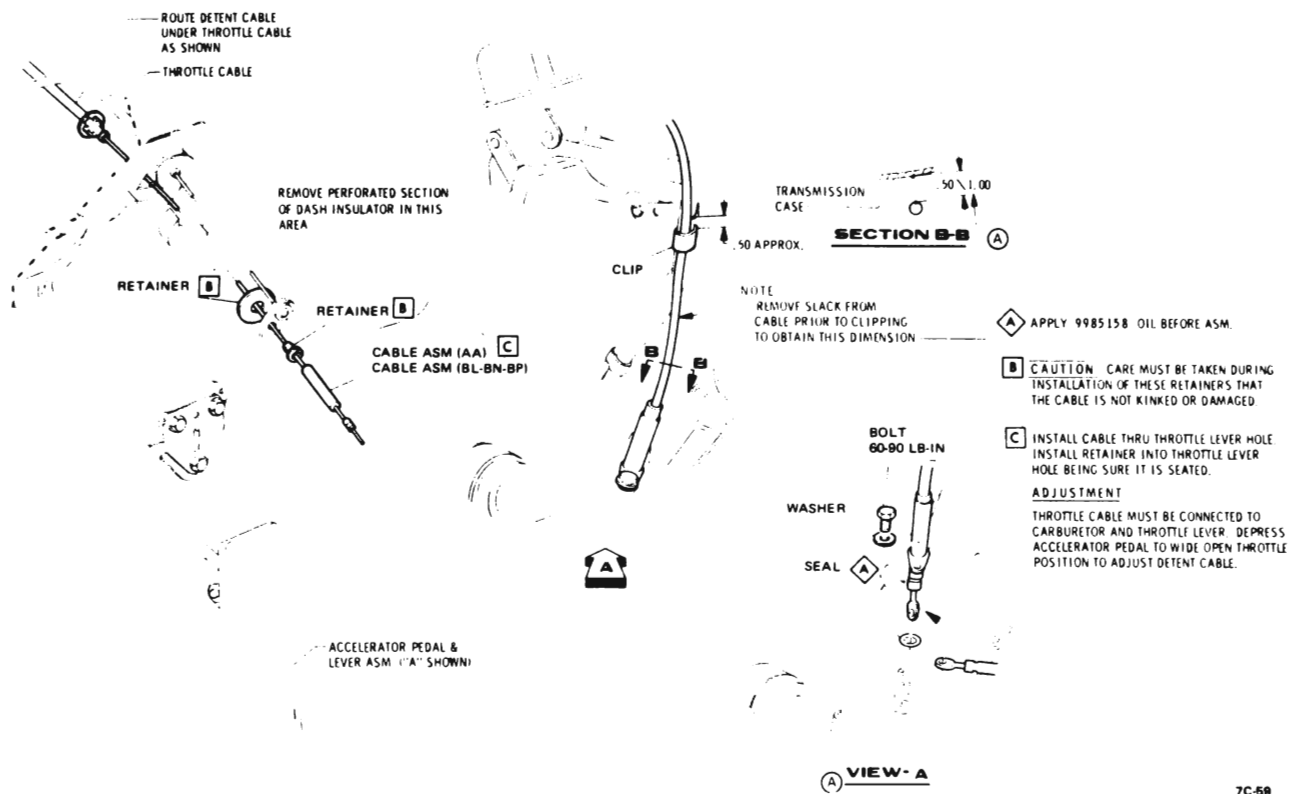 ROUTE DETENT CABLE
UNDER THROTTLE CABLE
AS SHOWN
THROTTLE CABLE
REMOVE PERFORATED SECTION
OF DASH INSULATOR IN THIS
AREA
RETAINER B
RETAINER B
CABLE ASM (AA) C
CABLE ASM (BL-BN-BP)
ACCELERATOR PEDAL &
LEVER ASM ("A" SHOWN)
CLIP
.50 APPROX.
B B
A
TRANSMISSION
CASE
.50 \ 1.00
SECTION B-B A
NOTE
REMOVE SLACK FROM
CABLE PRIOR TO CLIPPING
TO OBTAIN THIS DIMENSION
BOLT
60-90 LB-IN
WASHER
SEAL A
VIEW-A
A
A APPLY 9985158 OIL BEFORE ASM.
B CAUTION CARE MUST BE TAKEN DURING
INSTALLATION OF THESE RETAINERS THAT
THE CABLE IS NOT KINKED OR DAMAGED.
C INSTALL CABLE THRU THROTTLE LEVER HOLE.
INSTALL RETAINER INTO THROTTLE LEVER
HOLE BEING SURE IT IS SEATED.
ADJUSTMENT
THROTTLE CABLE MUST BE CONNECTED TO
CARBURETOR AND THROTTLE LEVER. DEPRESS
ACCELERATOR PEDAL TO WIDE OPEN THROTTLE
POSITION TO ADJUST DETENT CABLE.
7C-59